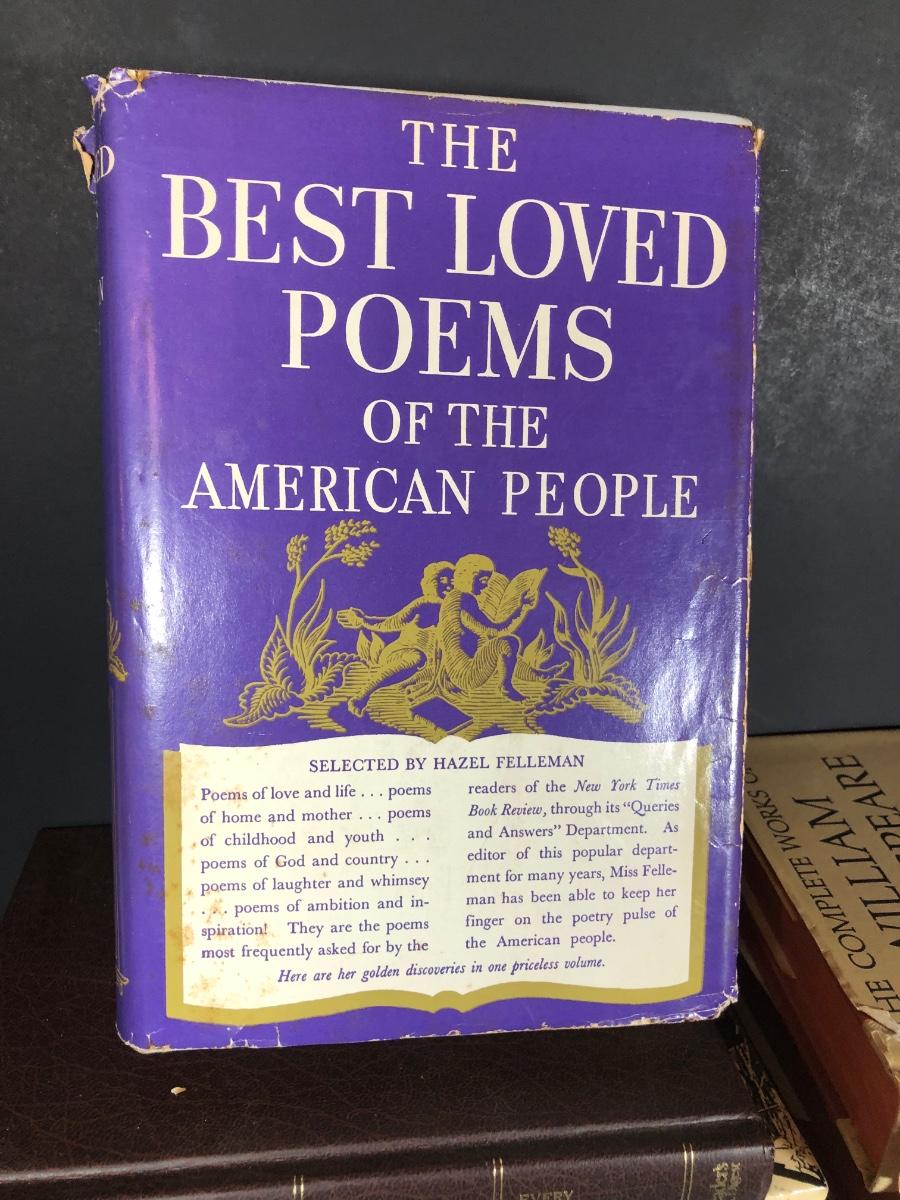 THE
BEST LOVED
POEMS
OF THE
AMERICAN PEOPLE
SELECTED BY HAZEL FELLEMAN
Poems of love and life . . . poems
of home and mother . . . poems
of childhood and youth . . . .
poems of God and country . . .
poems of laughter and whimsey
. . . . poems of ambition and in-
spiration! They are the poems
most frequently asked for by the
readers of the New York Times
Book Review, through its "Queries
and Answers" Department. As
editor of this popular depart-
ment for many years, Miss Felle-
man has been able to keep her
finger on the poetry pulse of
the American people.
Here are her golden discoveries in one priceless volume.
HE COMPLETE WORKS O
WILLIAM
PEARE
EVERY